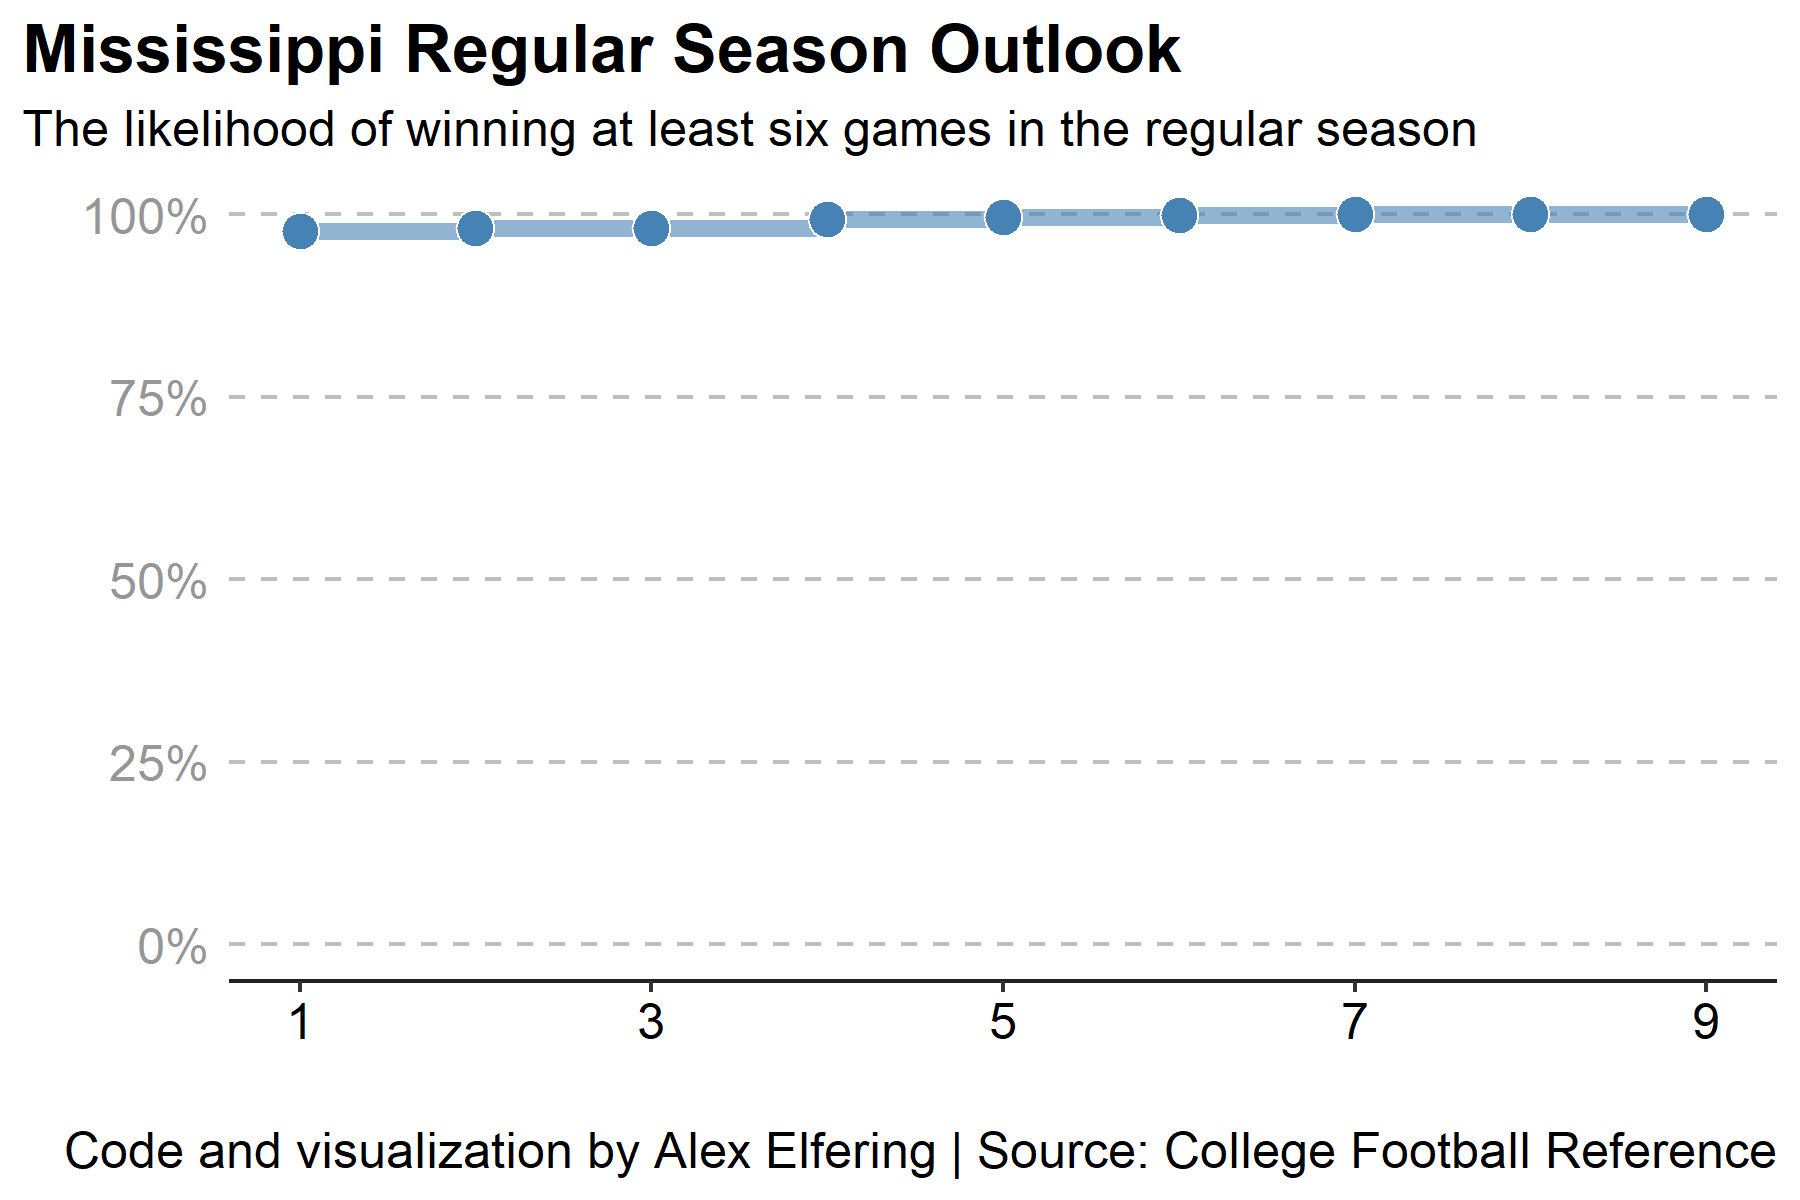 Mississippi Regular Season Outlook
The likelihood of winning at least six games in the regular season
100%
75%
50%
25%
0%
1 3 5 7 9
Code and visualization by Alex Elfering | Source: College Football Reference